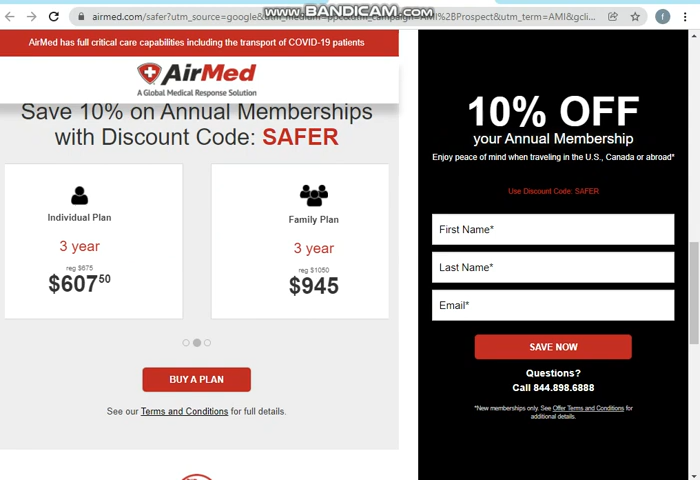 airmed.com/safer?utm_source=google&utm_medium=ppc&utm_campaign=AMI%2BProspect&utm_term=AMI&gcli...
www.BANDICAM.com
f
AirMed has full critical care capabilities including the transport of COVID-19 patients
AirMed
A Global Medical Response Solution
Save 10% on Annual Memberships
with Discount Code: SAFER
Individual Plan
3 year
reg $675
$607.50
Family Plan
3 year
reg $1050
$945
BUY A PLAN
See our Terms and Conditions for full details.
10% OFF
your Annual Membership
Enjoy peace of mind when traveling in the U.S., Canada or abroad*
Use Discount Code: SAFER
First Name*
Last Name*
Email*
SAVE NOW
Questions?
Call 844.898.6888
*New memberships only. See Offer Terms and Conditions for
additional details.